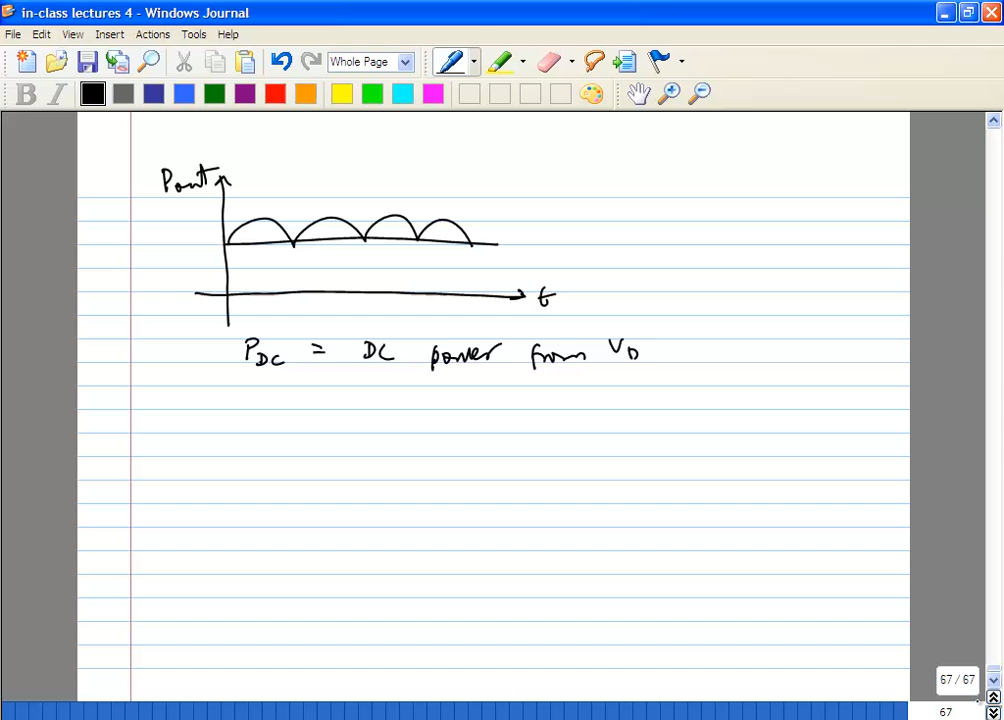 in-class lectures 4 - Windows Journal
File Edit View Insert Actions Tools Help
Whole Page
B I
Pout
t
PDC = DC power from VD
67 / 67
67